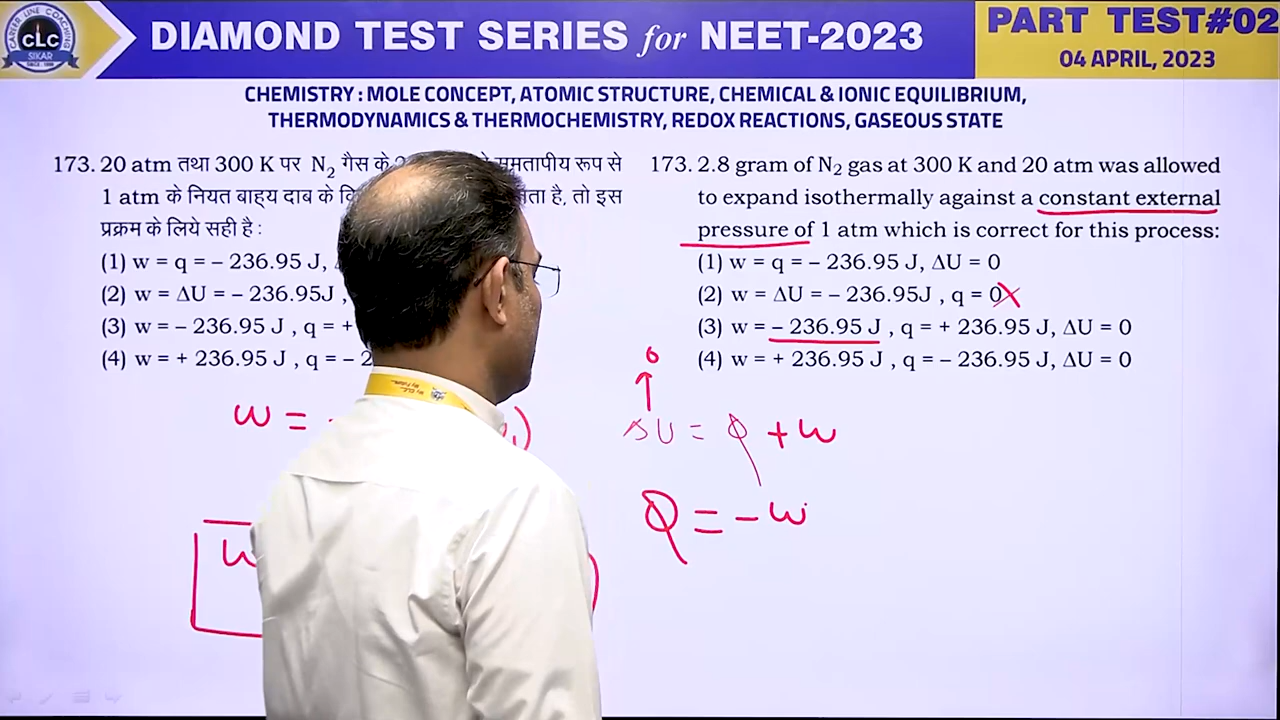 CAREER LINE COACHING
CLC
SIKAR
SINCE : 1996
DIAMOND TEST SERIES for NEET-2023
PART TEST#02
04 APRIL, 2023
CHEMISTRY : MOLE CONCEPT, ATOMIC STRUCTURE, CHEMICAL & IONIC EQUILIBRIUM,
THERMODYNAMICS & THERMOCHEMISTRY, REDOX REACTIONS, GASEOUS STATE
173. 20 atm तथा 300 K पर N₂ गैस के समतापीय रूप से
1 atm के नियत बाह्य दाब के है, तो इस
प्रक्रम के लिये सही है :
(1) w = q = – 236.95 J,
(2) w = ΔU = – 236.95J ,
(3) w = – 236.95 J , q = +
(4) w = + 236.95 J , q = – 2
173. 2.8 gram of N₂ gas at 300 K and 20 atm was allowed
to expand isothermally against a constant external
pressure of 1 atm which is correct for this process:
(1) w = q = – 236.95 J, ΔU = 0
(2) w = ΔU = – 236.95J , q = 0
(3) w = – 236.95 J , q = + 236.95 J, ΔU = 0
(4) w = + 236.95 J , q = – 236.95 J, ΔU = 0
w =
w
0
ΔU = Q + w
Q = – w